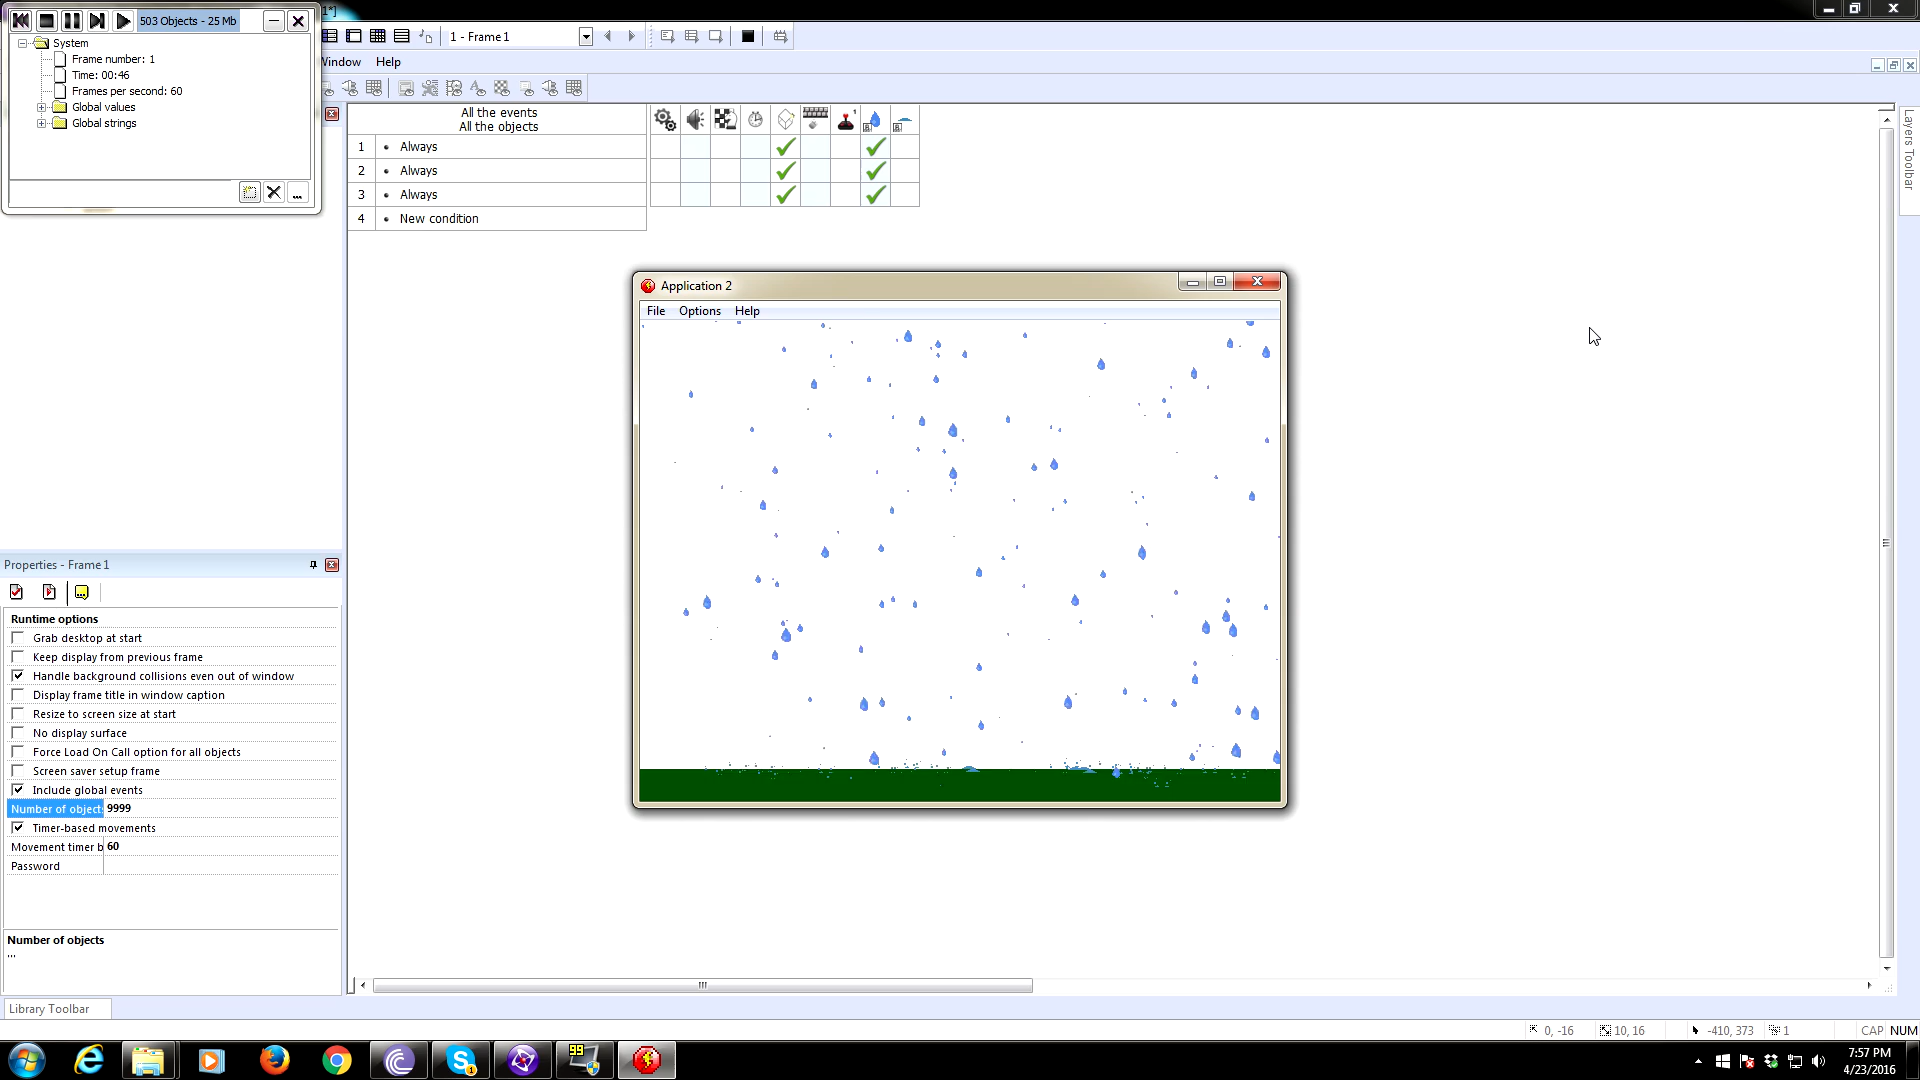 503 Objects - 25 Mb
1*]
System
Frame number: 1
Time: 00:46
Frames per second: 60
Global values
Global strings
...
1 - Frame 1
Window Help
All the events
All the objects
1 Always
2 Always
3 Always
4 New condition
Layers Toolbar
Application 2
File Options Help
Properties - Frame 1
Runtime options
Grab desktop at start
Keep display from previous frame
Handle background collisions even out of window
Display frame title in window caption
Resize to screen size at start
No display surface
Force Load On Call option for all objects
Screen saver setup frame
Include global events
Number of objects 9999
Timer-based movements
Movement timer b 60
Password
Number of objects
...
Library Toolbar
0, -16
10, 16
-410, 373
1
CAP NUM
99
1
7:57 PM
4/23/2016